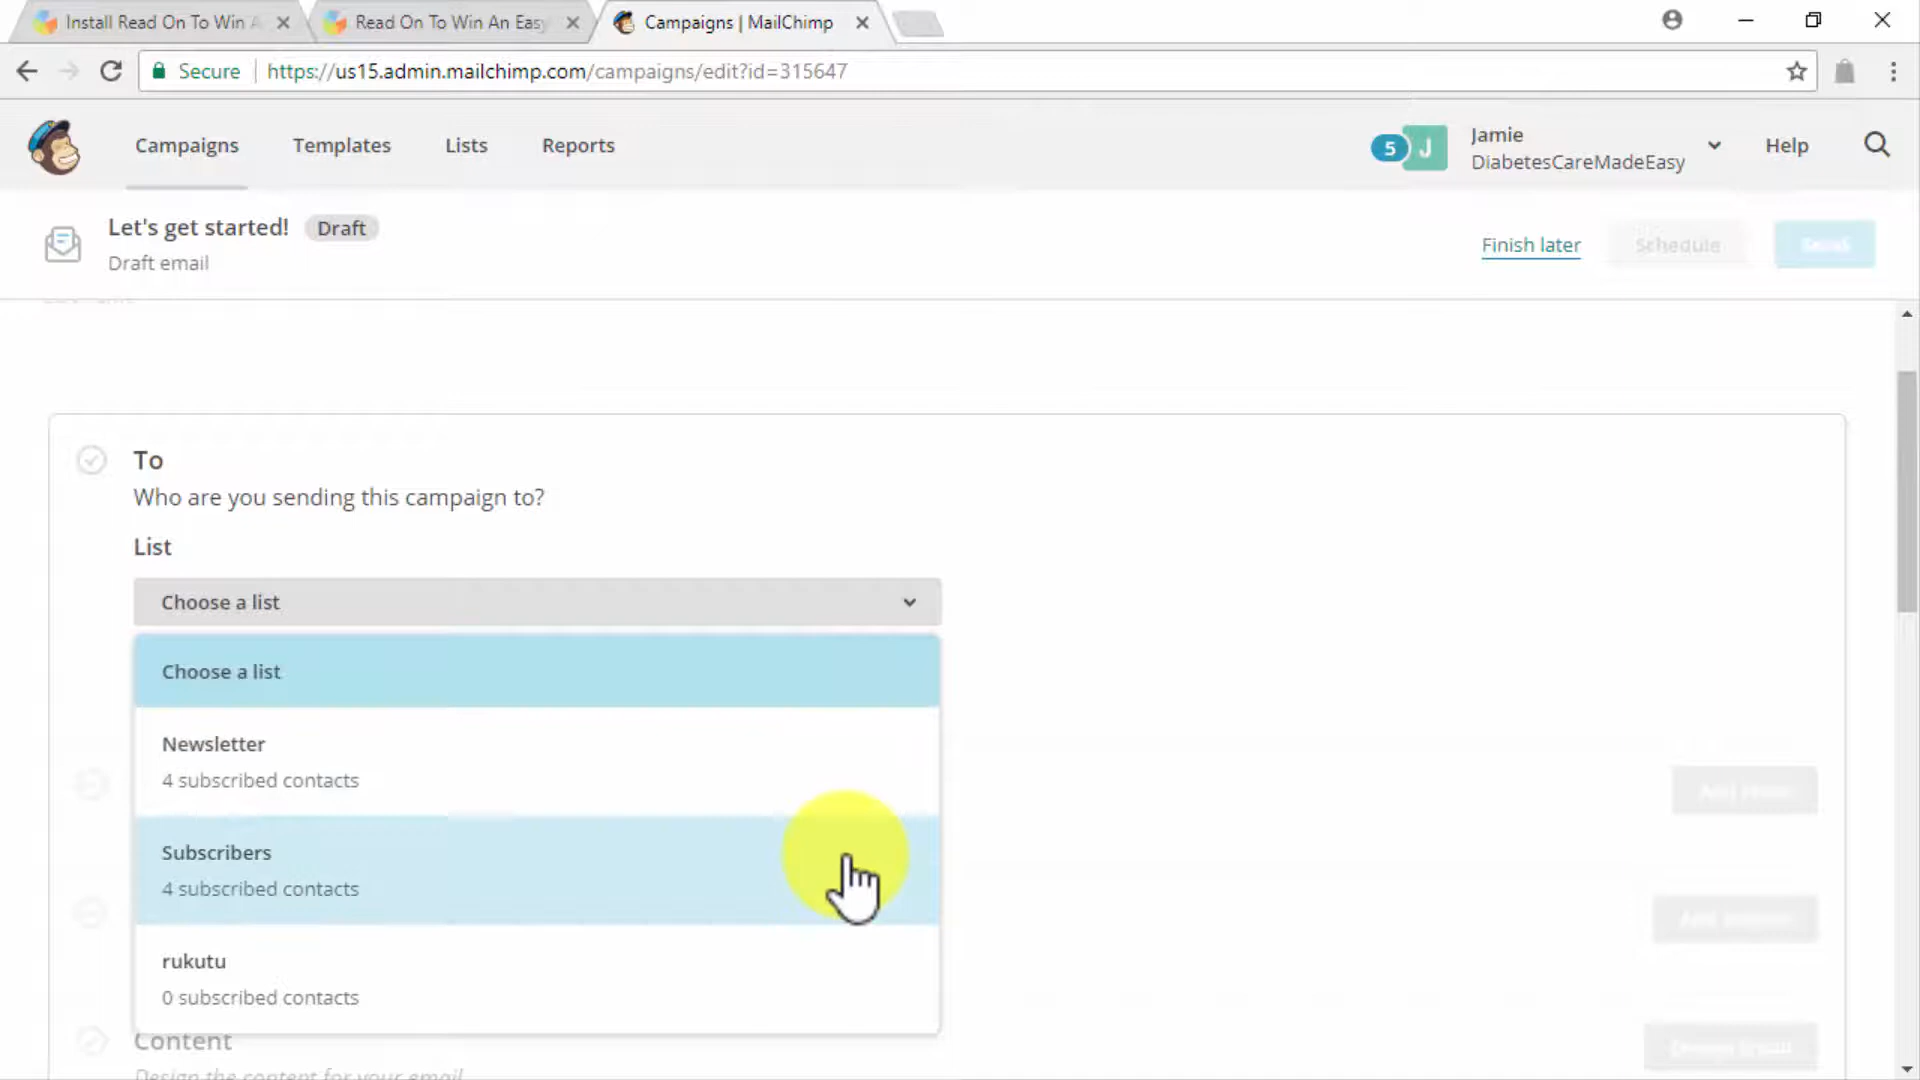 Install Read On To Win A
Read On To Win An Easy
Campaigns | MailChimp
Secure
https://us15.admin.mailchimp.com/campaigns/edit?id=315647
Campaigns
Templates
Lists
Reports
5
J
Jamie
DiabetesCareMadeEasy
Help
Let's get started!
Draft
Draft email
Finish later
Schedule
Send
To
Who are you sending this campaign to?
List
Choose a list
Choose a list
Newsletter
4 subscribed contacts
Subscribers
4 subscribed contacts
rukutu
0 subscribed contacts
Content
Design the content for your email